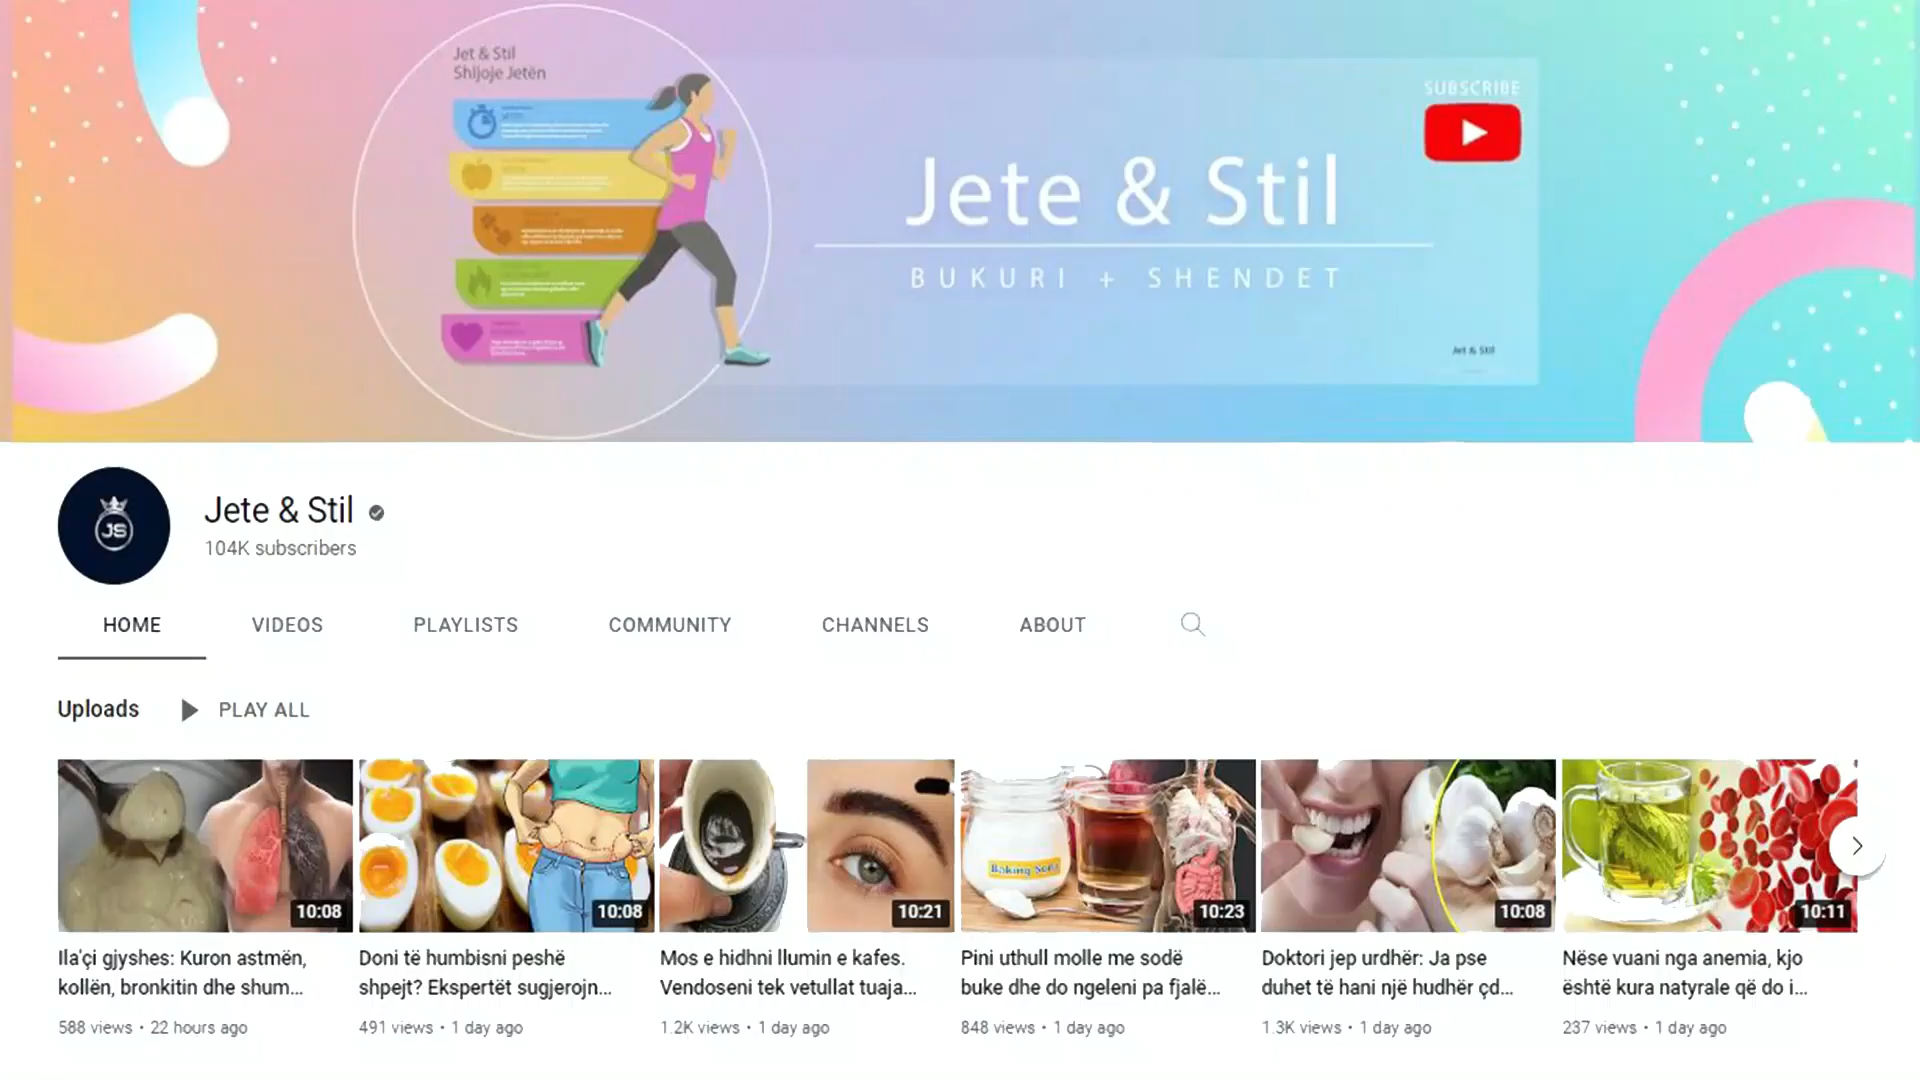 Jet & Stil
Shijoje Jetën
SUBSCRIBE
Jete & Stil
BUKURI + SHENDET
Jet & Stil
JS
Jete & Stil
104K subscribers
HOME VIDEOS PLAYLISTS COMMUNITY CHANNELS ABOUT
Uploads PLAY ALL
Baking Soda
10:08 10:08 10:21 10:23 10:08 10:11
Ila'çi gjyshes: Kuron astmën,
kollën, bronkitin dhe shum...
588 views • 22 hours ago
Doni të humbisni peshë
shpejt? Ekspertët sugjerojn...
491 views • 1 day ago
Mos e hidhni llumin e kafes.
Vendoseni tek vetullat tuaja...
1.2K views • 1 day ago
Pini uthull molle me sodë
buke dhe do ngeleni pa fjalë...
848 views • 1 day ago
Doktori jep urdhër: Ja pse
duhet të hani një hudhër çd...
1.3K views • 1 day ago
Nëse vuani nga anemia, kjo
është kura natyrale që do i...
237 views • 1 day ago